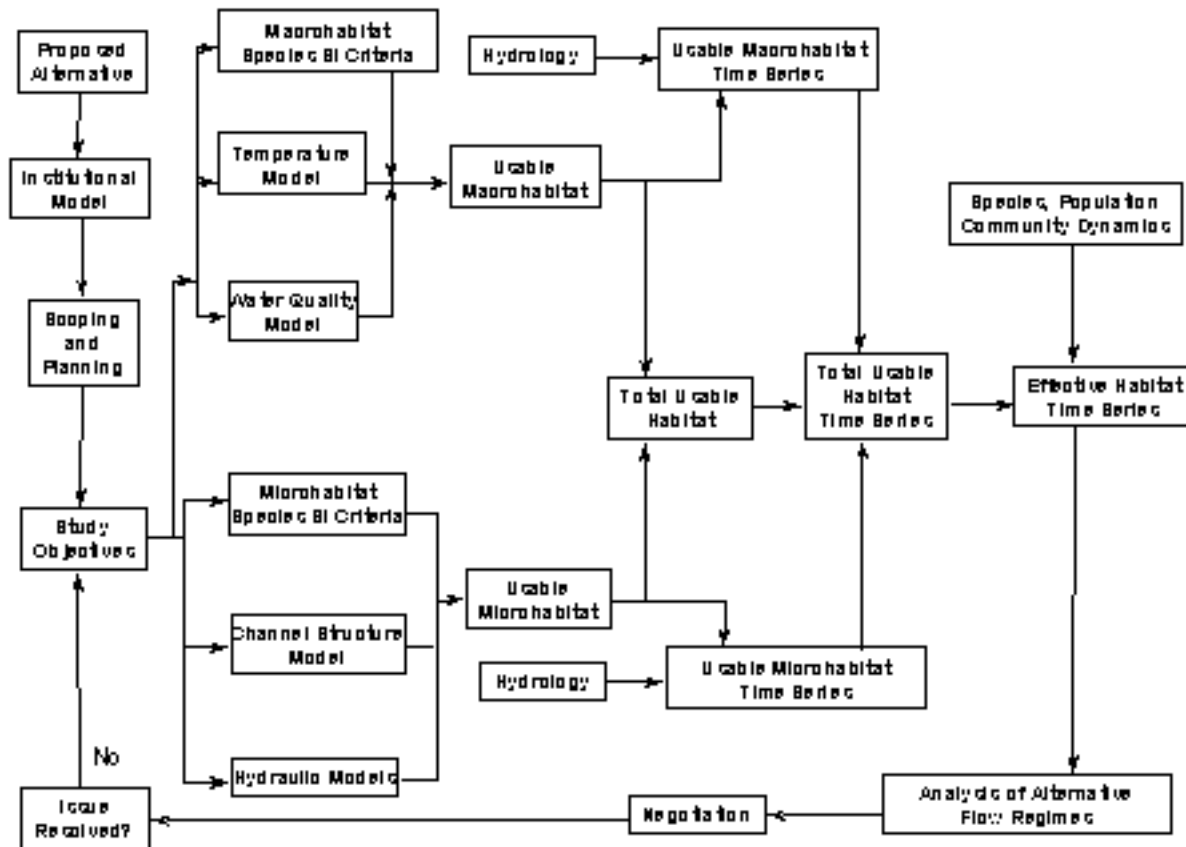 Proposed
Alternative
Institutional
Model
Scoping
and
Planning
Study
Objectives
Macrohabitat
Species SI Criteria
Temperature
Model
Water Quality
Model
Microhabitat
Species SI Criteria
Channel Structure
Model
Hydraulic Models
Hydrology
Usable Macrohabitat
Time Series
Usable
Macrohabitat
Species, Population
Community Dynamics
Total Usable
Habitat
Total Usable
Habitat
Time Series
Effective Habitat
Time Series
Usable
Microhabitat
Hydrology
Usable Microhabitat
Time Series
Analysis of Alternative
Flow Regimes
Negotiation
Issue
Resolved?
No